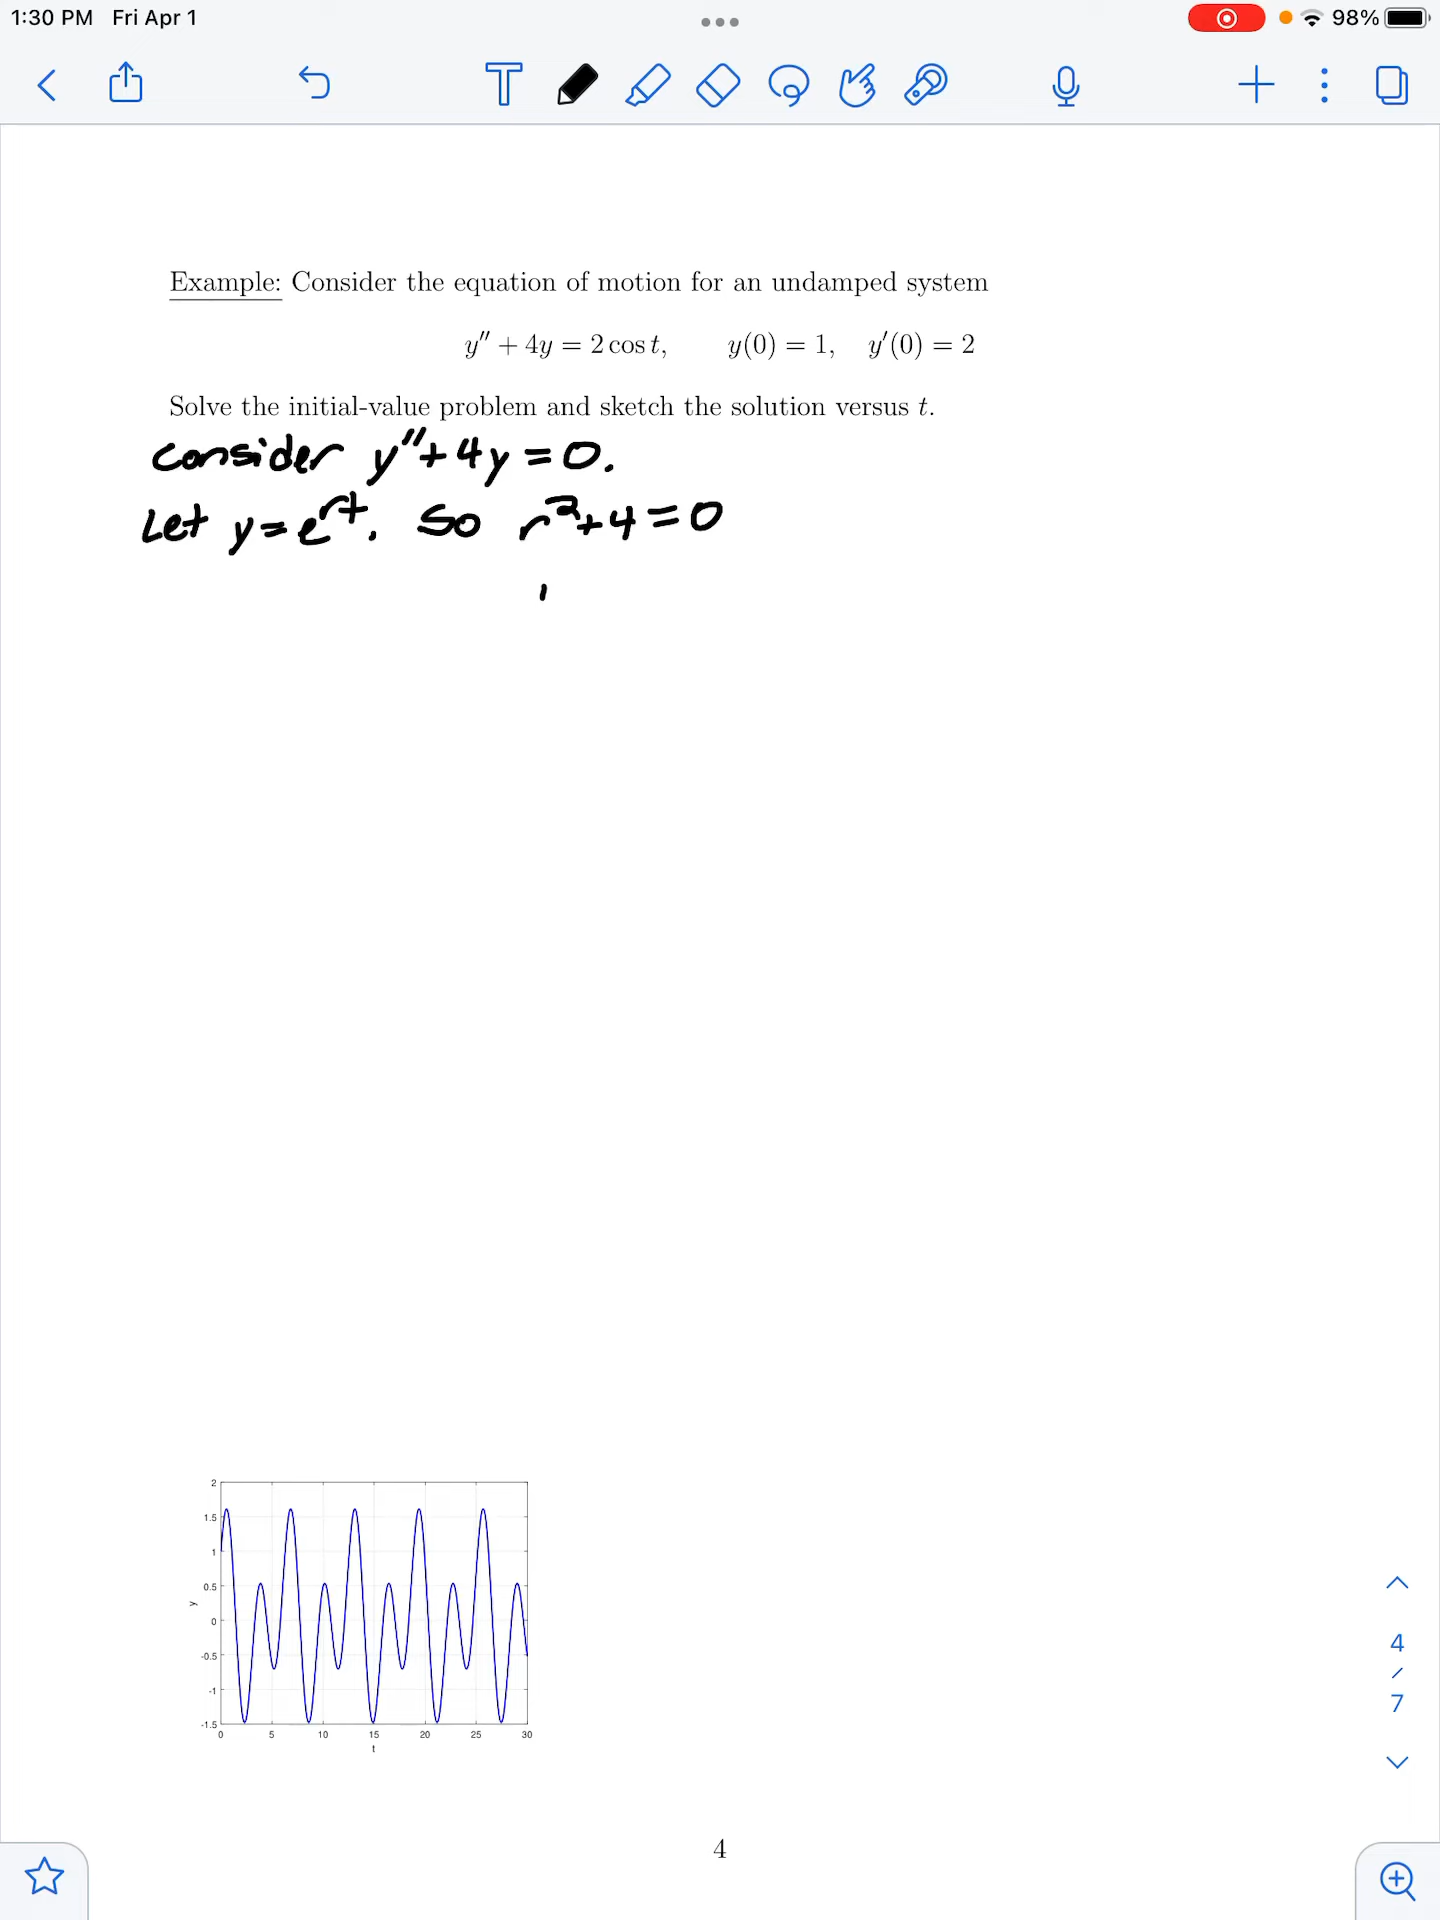 1:30 PM Fri Apr 1 98%
Example: Consider the equation of motion for an undamped system
y″ + 4y = 2 cos t, y(0) = 1, y′(0) = 2
Solve the initial-value problem and sketch the solution versus t.
Consider y″+4y=0.
Let y=e^rt. So r²+4=0
2
1.5
1
0.5
0
-0.5
-1
-1.5
y
0 5 10 15 20 25 30
t
4
/
7
4